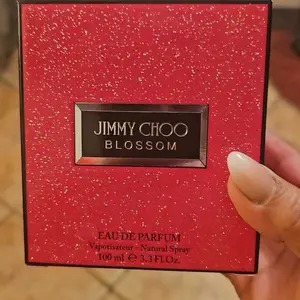 JIMMY CHOO
BLOSSOM
EAU DE PARFUM
Vaporisateur - Natural Spray
100 ml ℮ 3.3 FL.Oz.